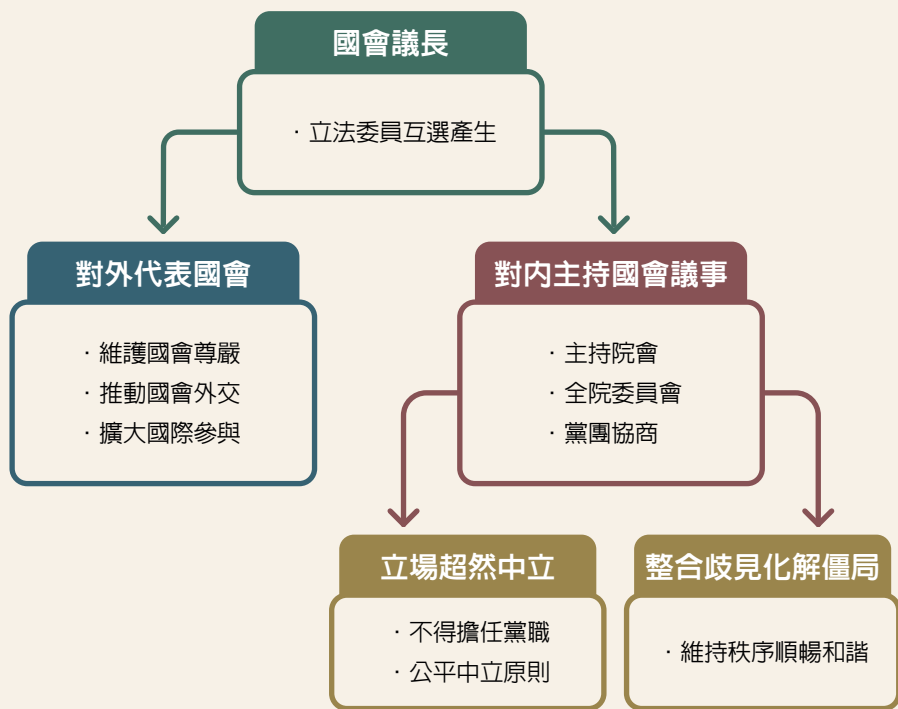 國會議長
·立法委員互選產生
對外代表國會
·維護國會尊嚴
·推動國會外交
·擴大國際參與
對內主持國會議事
·主持院會
·全院委員會
·黨團協商
立場超然中立
·不得擔任黨職
·公平中立原則
整合歧見化解僵局
·維持秩序順暢和諧